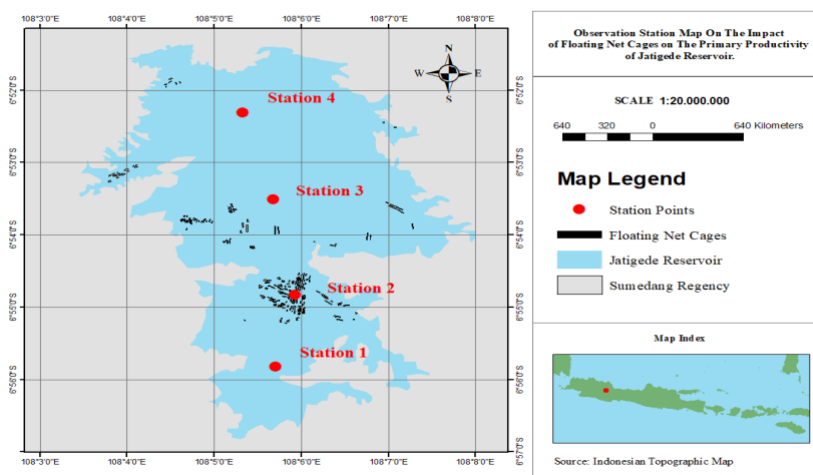 108°3'0"E 108°4'0"E 108°5'0"E 108°6'0"E 108°7'0"E 108°8'0"E
N
W E
S
6°52'0"S 6°52'0"S
Station 4
6°53'0"S 6°53'0"S
Station 3
6°54'0"S 6°54'0"S
Station 2
6°55'0"S 6°55'0"S
Station 1
6°56'0"S 6°56'0"S
6°57'0"S
108°3'0"E 108°4'0"E 108°5'0"E 108°6'0"E 108°7'0"E 108°8'0"E
Observation Station Map On The Impact
of Floating Net Cages on The Primary Productivity
of Jatigede Reservoir.
SCALE 1:20.000.000
640 320 0 640 Kilometers
Map Legend
Station Points
Floating Net Cages
Jatigede Reservoir
Sumedang Regency
Map Index
Source: Indonesian Topographic Map